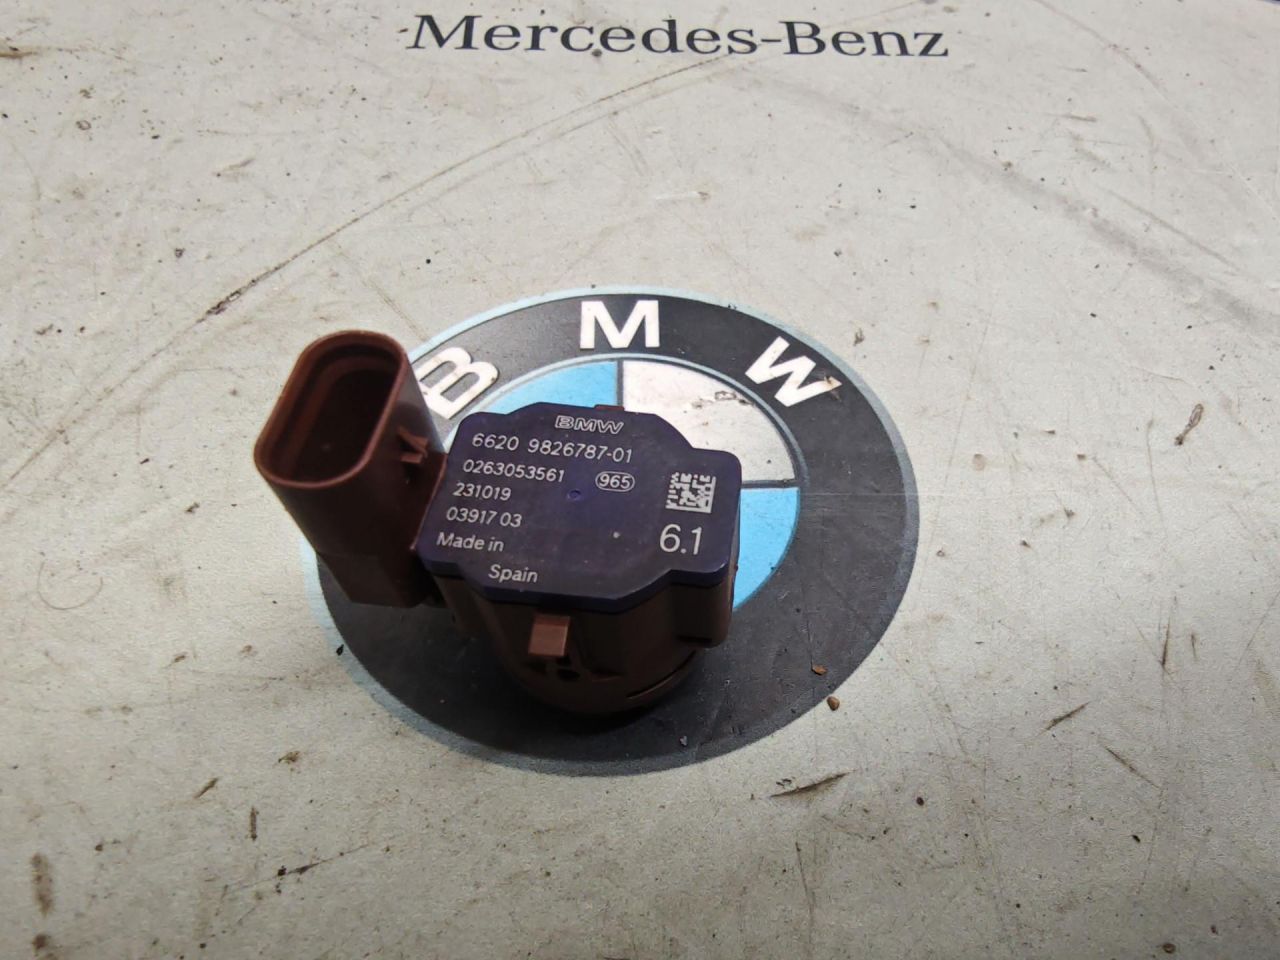 Mercedes-Benz
B M W
BMW
6620 9826787-01
0263053561 965
231019
03917 03
6.1
Made in
Spain